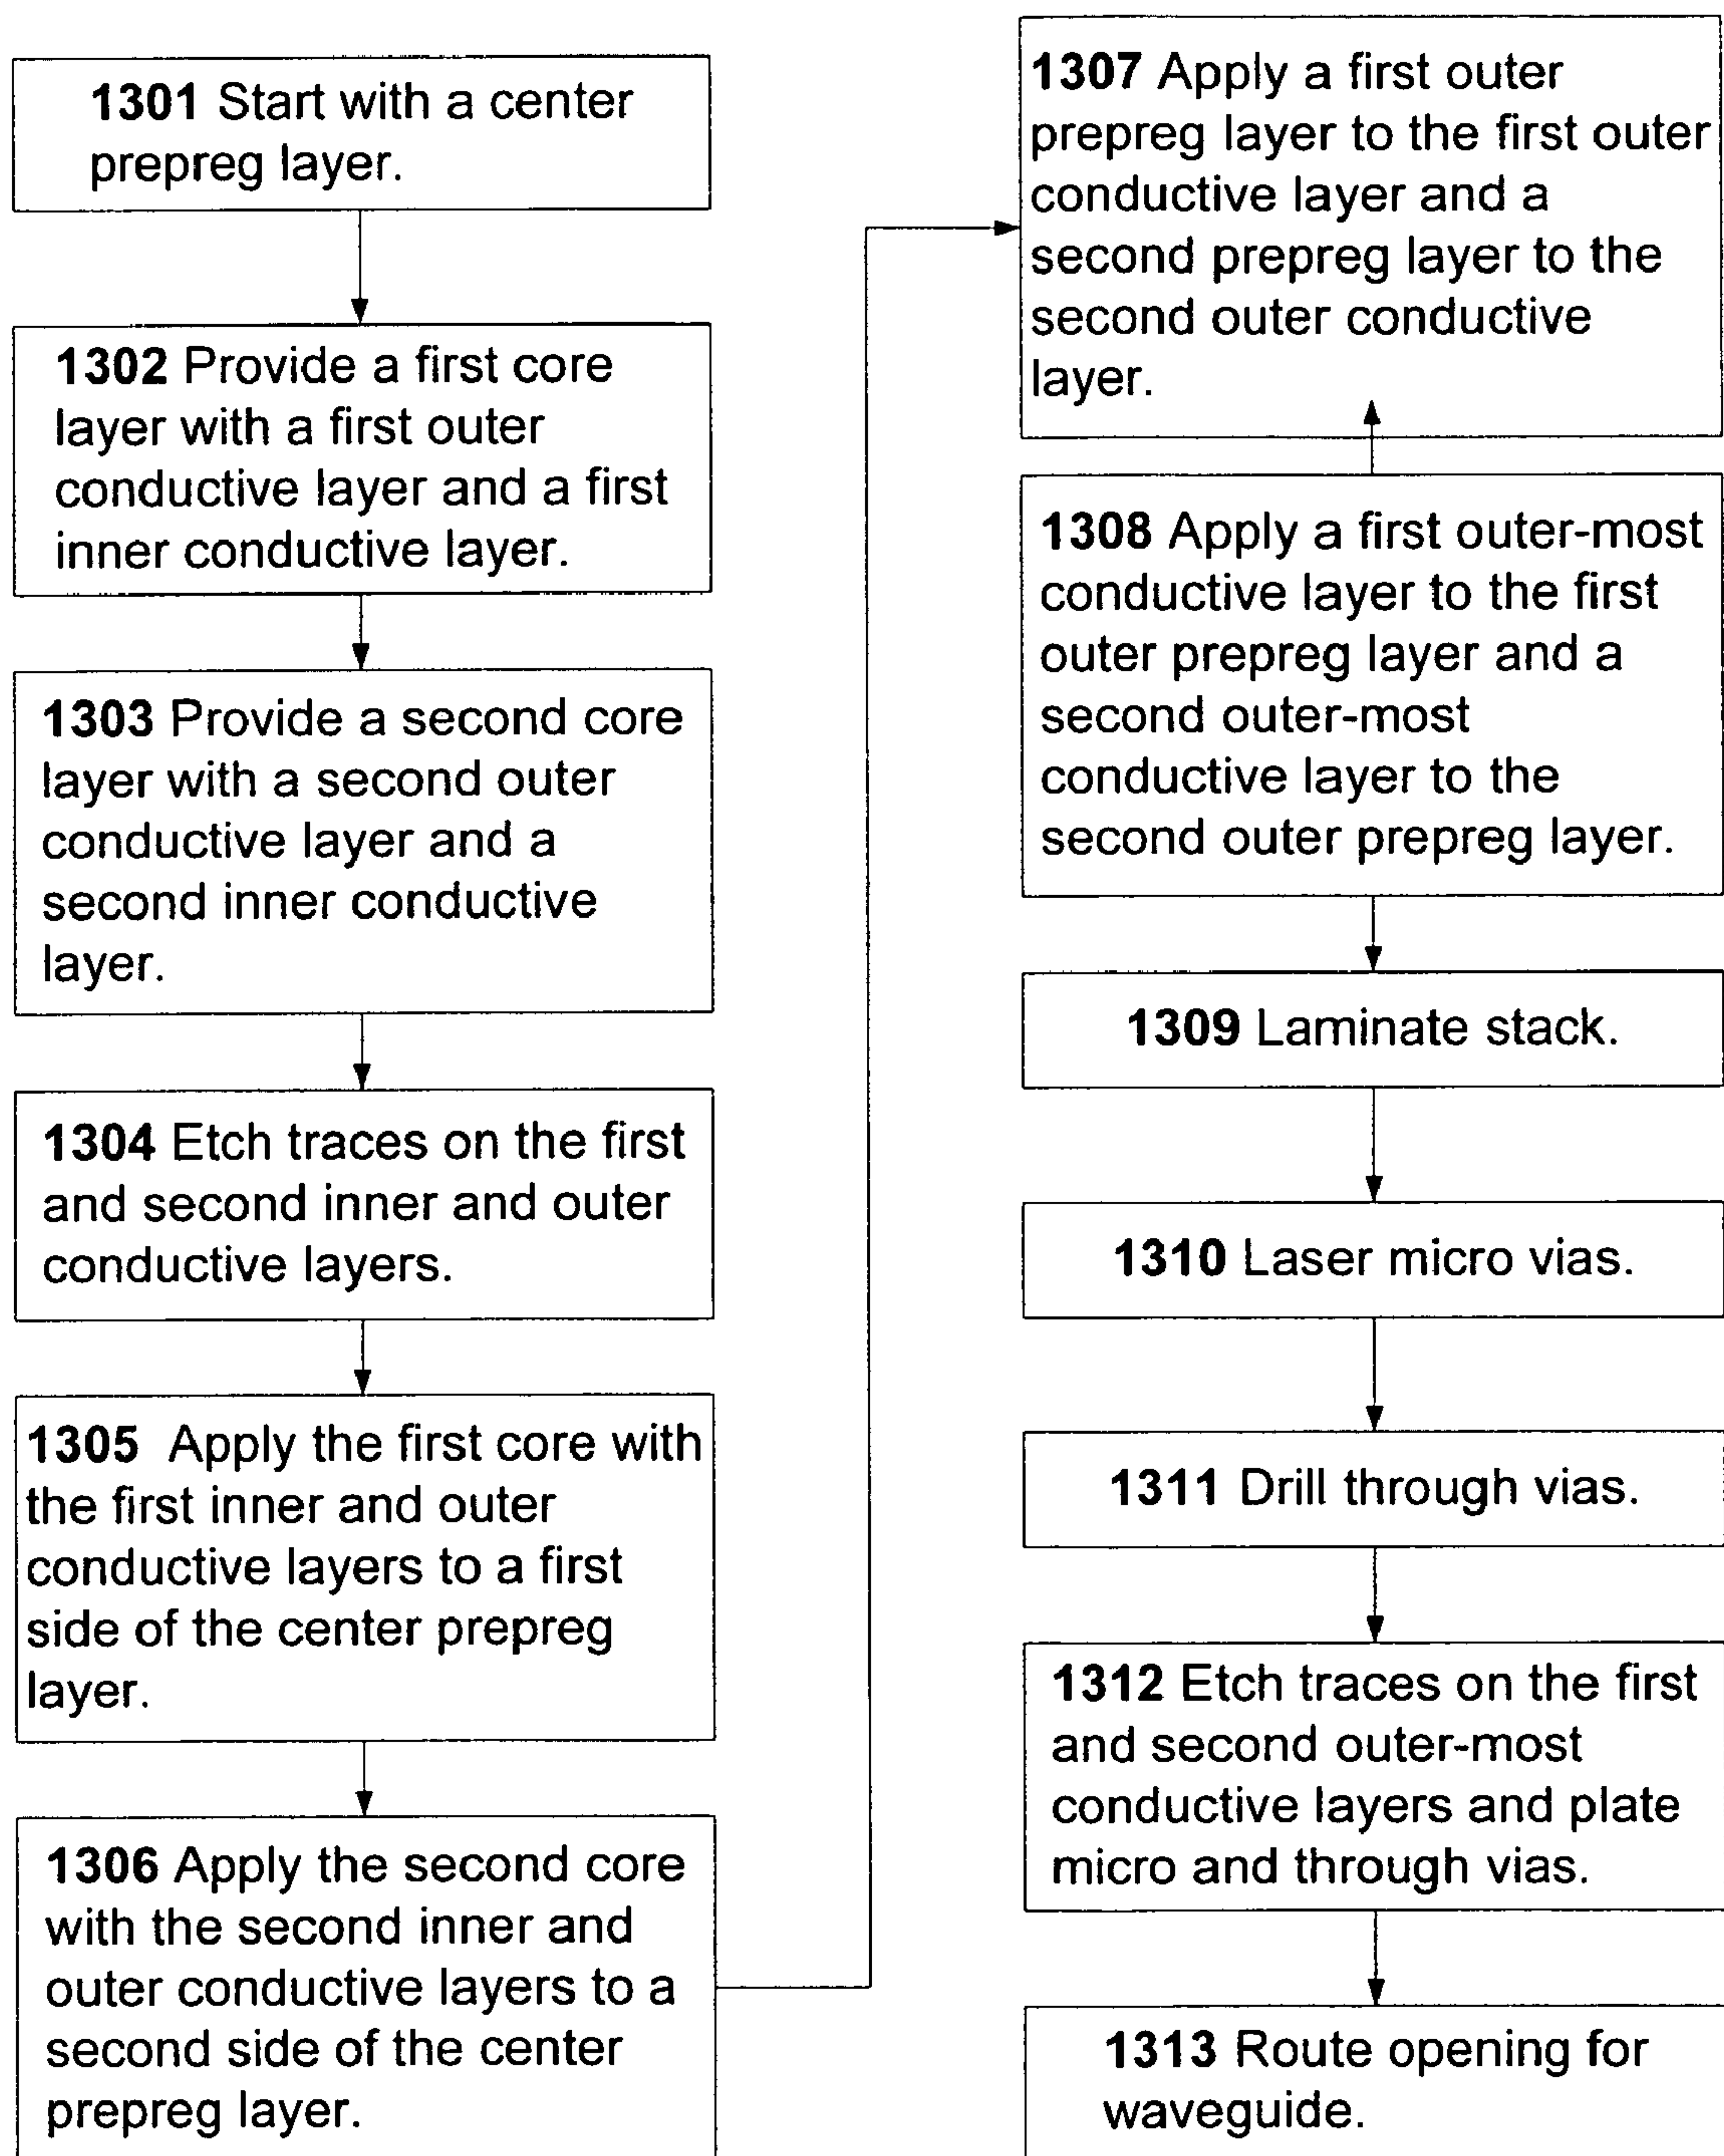 1301 Start with a center
prepreg layer.
1302 Provide a first core
layer with a first outer
conductive layer and a first
inner conductive layer.
1303 Provide a second core
layer with a second outer
conductive layer and a
second inner conductive
layer.
1304 Etch traces on the first
and second inner and outer
conductive layers.
1305 Apply the first core with
the first inner and outer
conductive layers to a first
side of the center prepreg
layer.
1306 Apply the second core
with the second inner and
outer conductive layers to a
second side of the center
prepreg layer.
1307 Apply a first outer
prepreg layer to the first outer
conductive layer and a
second prepreg layer to the
second outer conductive
layer.
1308 Apply a first outer-most
conductive layer to the first
outer prepreg layer and a
second outer-most
conductive layer to the
second outer prepreg layer.
1309 Laminate stack.
1310 Laser micro vias.
1311 Drill through vias.
1312 Etch traces on the first
and second outer-most
conductive layers and plate
micro and through vias.
1313 Route opening for
waveguide.